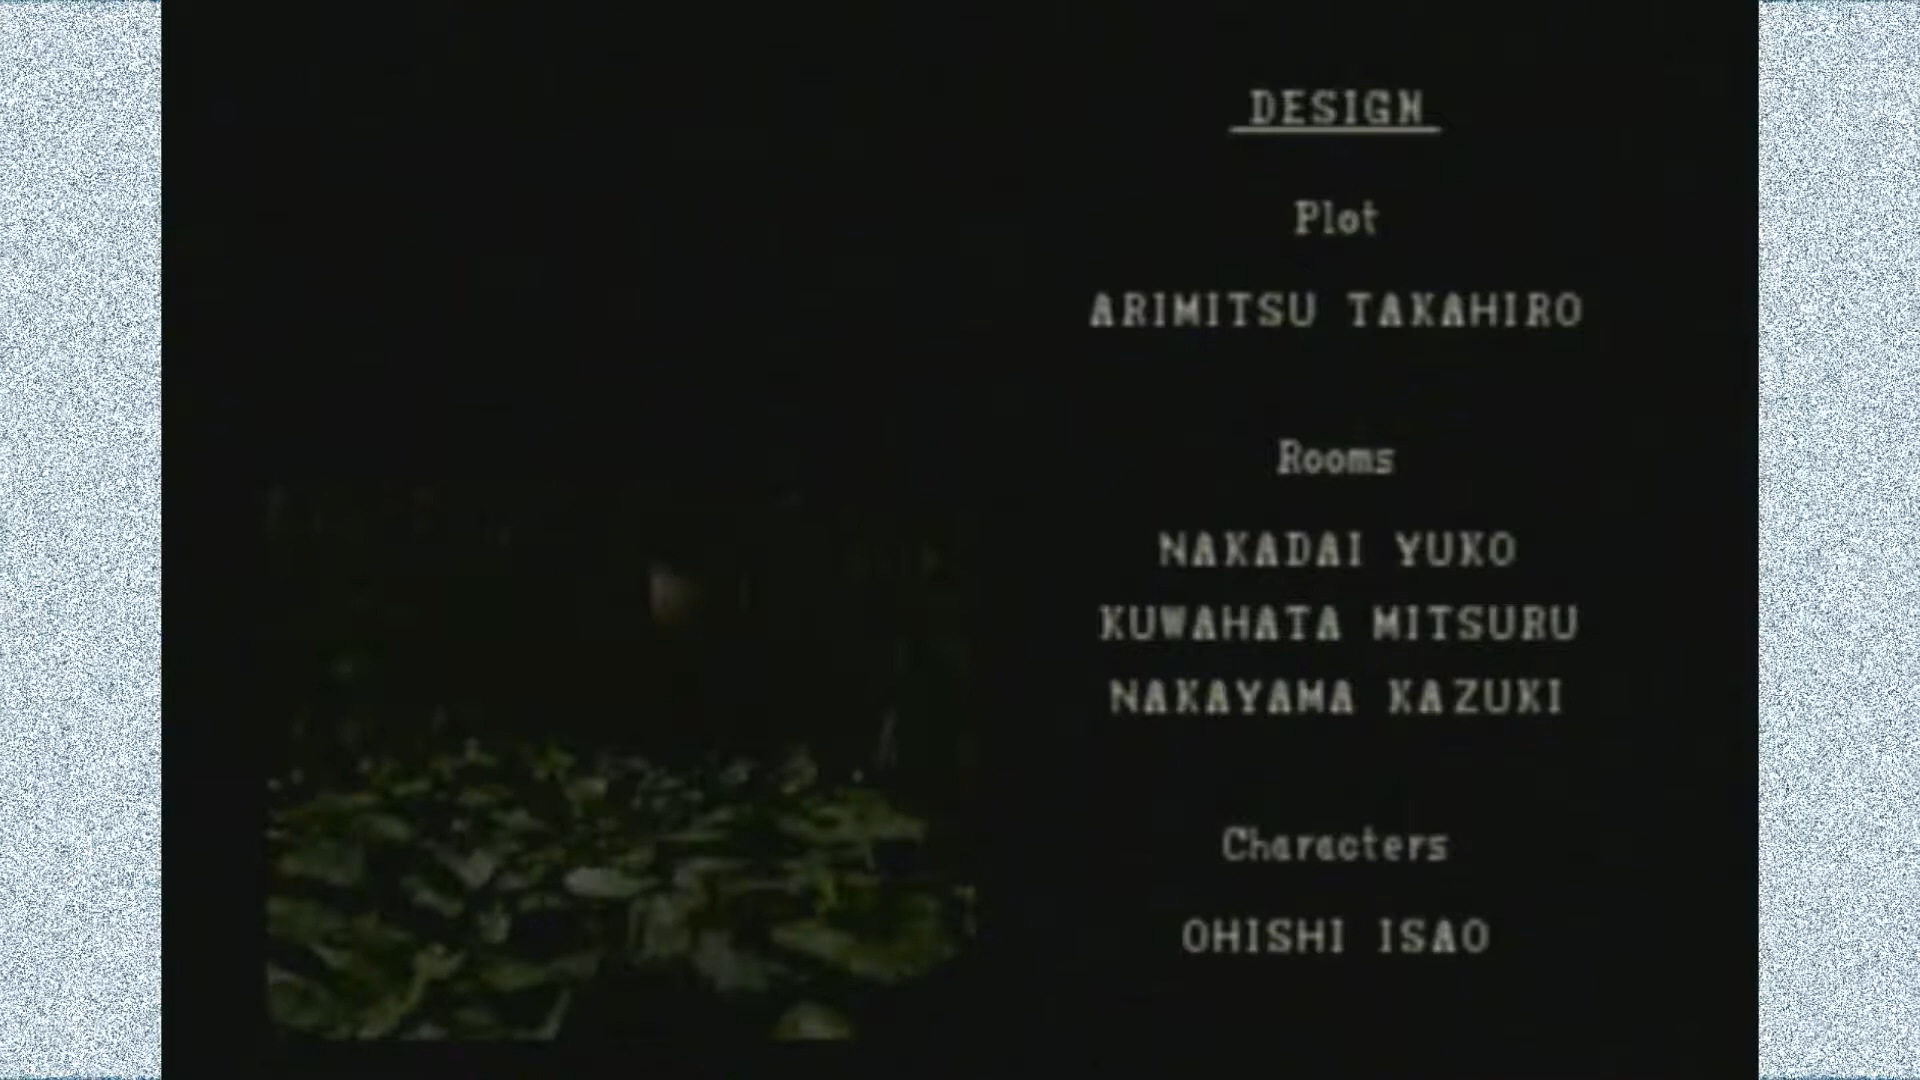 DESIGN
Plot
ARIMITSU TAKAHIRO
Rooms
NAKADAI YUKO
KUWAHATA MITSURU
NAKAYAMA KAZUKI
Characters
OHISHI ISAO